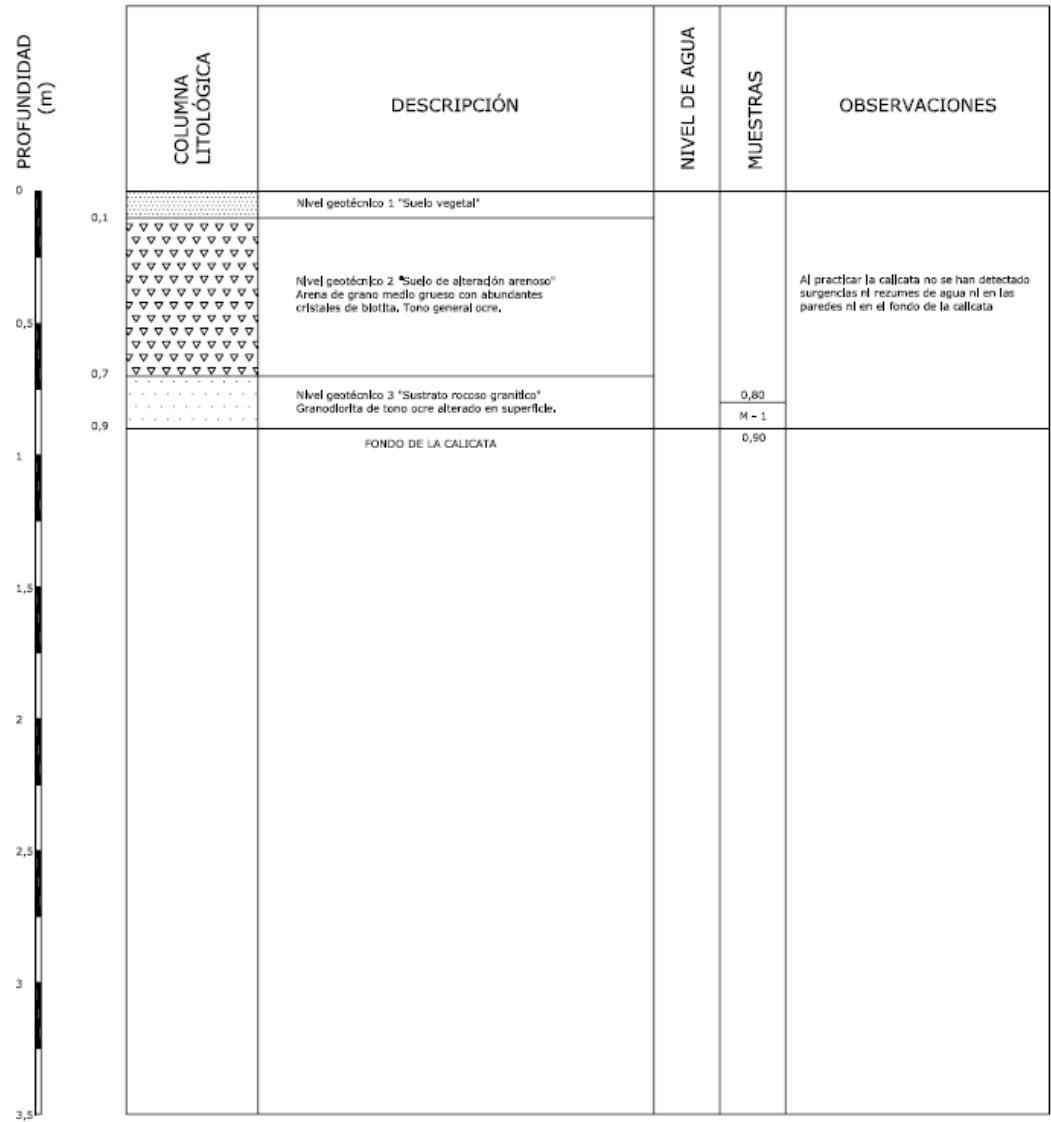 PROFUNDIDAD
(m)
COLUMNA
LITOLÓGICA
DESCRIPCIÓN
NIVEL DE AGUA
MUESTRAS
OBSERVACIONES
0
Nivel geotécnico 1 "Suelo vegetal"
0,1
Nivel geotécnico 2 "Suelo de alteración arenoso"
Arena de grano medio grueso con abundantes
cristales de biotita. Tono general ocre.
Al practicar la calicata no se han detectado
surgencias ni rezumes de agua ni en las
paredes ni en el fondo de la calicata
0,5
0,7
Nivel geotécnico 3 "Sustrato rocoso granítico"
Granodiorita de tono ocre alterado en superficie.
0,80
M - 1
0,9
FONDO DE LA CALICATA
0,90
1
1,5
2
2,5
3
3,5